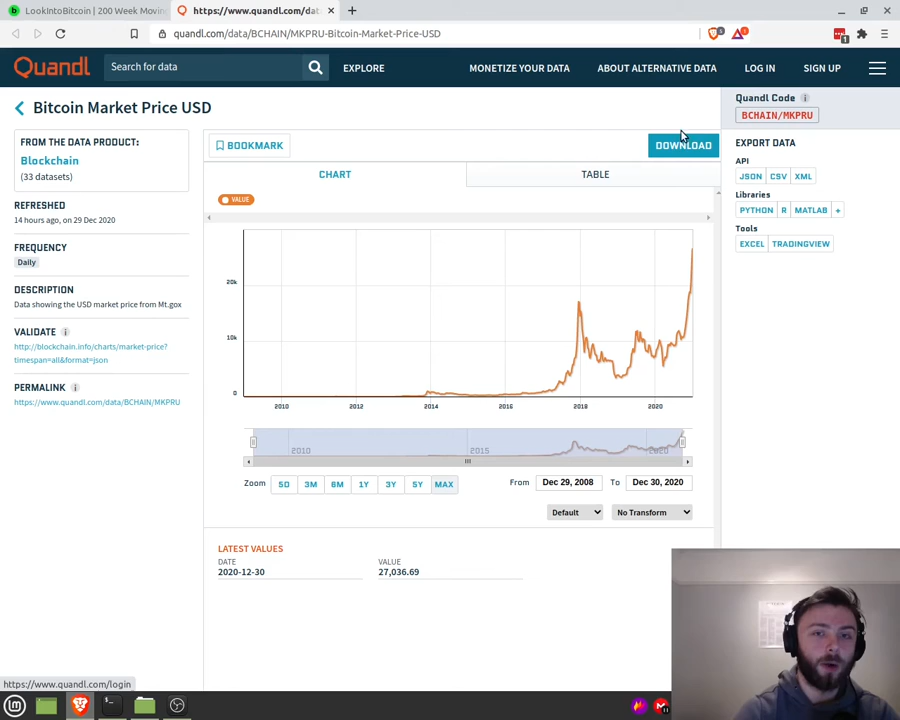 LookIntoBitcoin | 200 Week Movin
https://www.quandl.com/dat
quandl.com/data/BCHAIN/MKPRU-Bitcoin-Market-Price-USD
Quandl
Search for data
EXPLORE
MONETIZE YOUR DATA
ABOUT ALTERNATIVE DATA
LOG IN
SIGN UP
Bitcoin Market Price USD
FROM THE DATA PRODUCT:
Blockchain
(33 datasets)
REFRESHED
14 hours ago, on 29 Dec 2020
FREQUENCY
Daily
DESCRIPTION
Data showing the USD market price from Mt.gox
VALIDATE
http://blockchain.info/charts/market-price?
timespan=all&format=json
PERMALINK
https://www.quandl.com/data/BCHAIN/MKPRU
BOOKMARK
DOWNLOAD
CHART
TABLE
VALUE
20k
10k
0
2010 2012 2014 2016 2018 2020
2010 2015 2020
Zoom 5D 3M 6M 1Y 3Y 5Y MAX
From Dec 29, 2008 To Dec 30, 2020
Default
No Transform
LATEST VALUES
DATE
2020-12-30
VALUE
27,036.69
Quandl Code
BCHAIN/MKPRU
EXPORT DATA
API
JSON CSV XML
Libraries
PYTHON R MATLAB +
Tools
EXCEL TRADINGVIEW
https://www.quandl.com/login